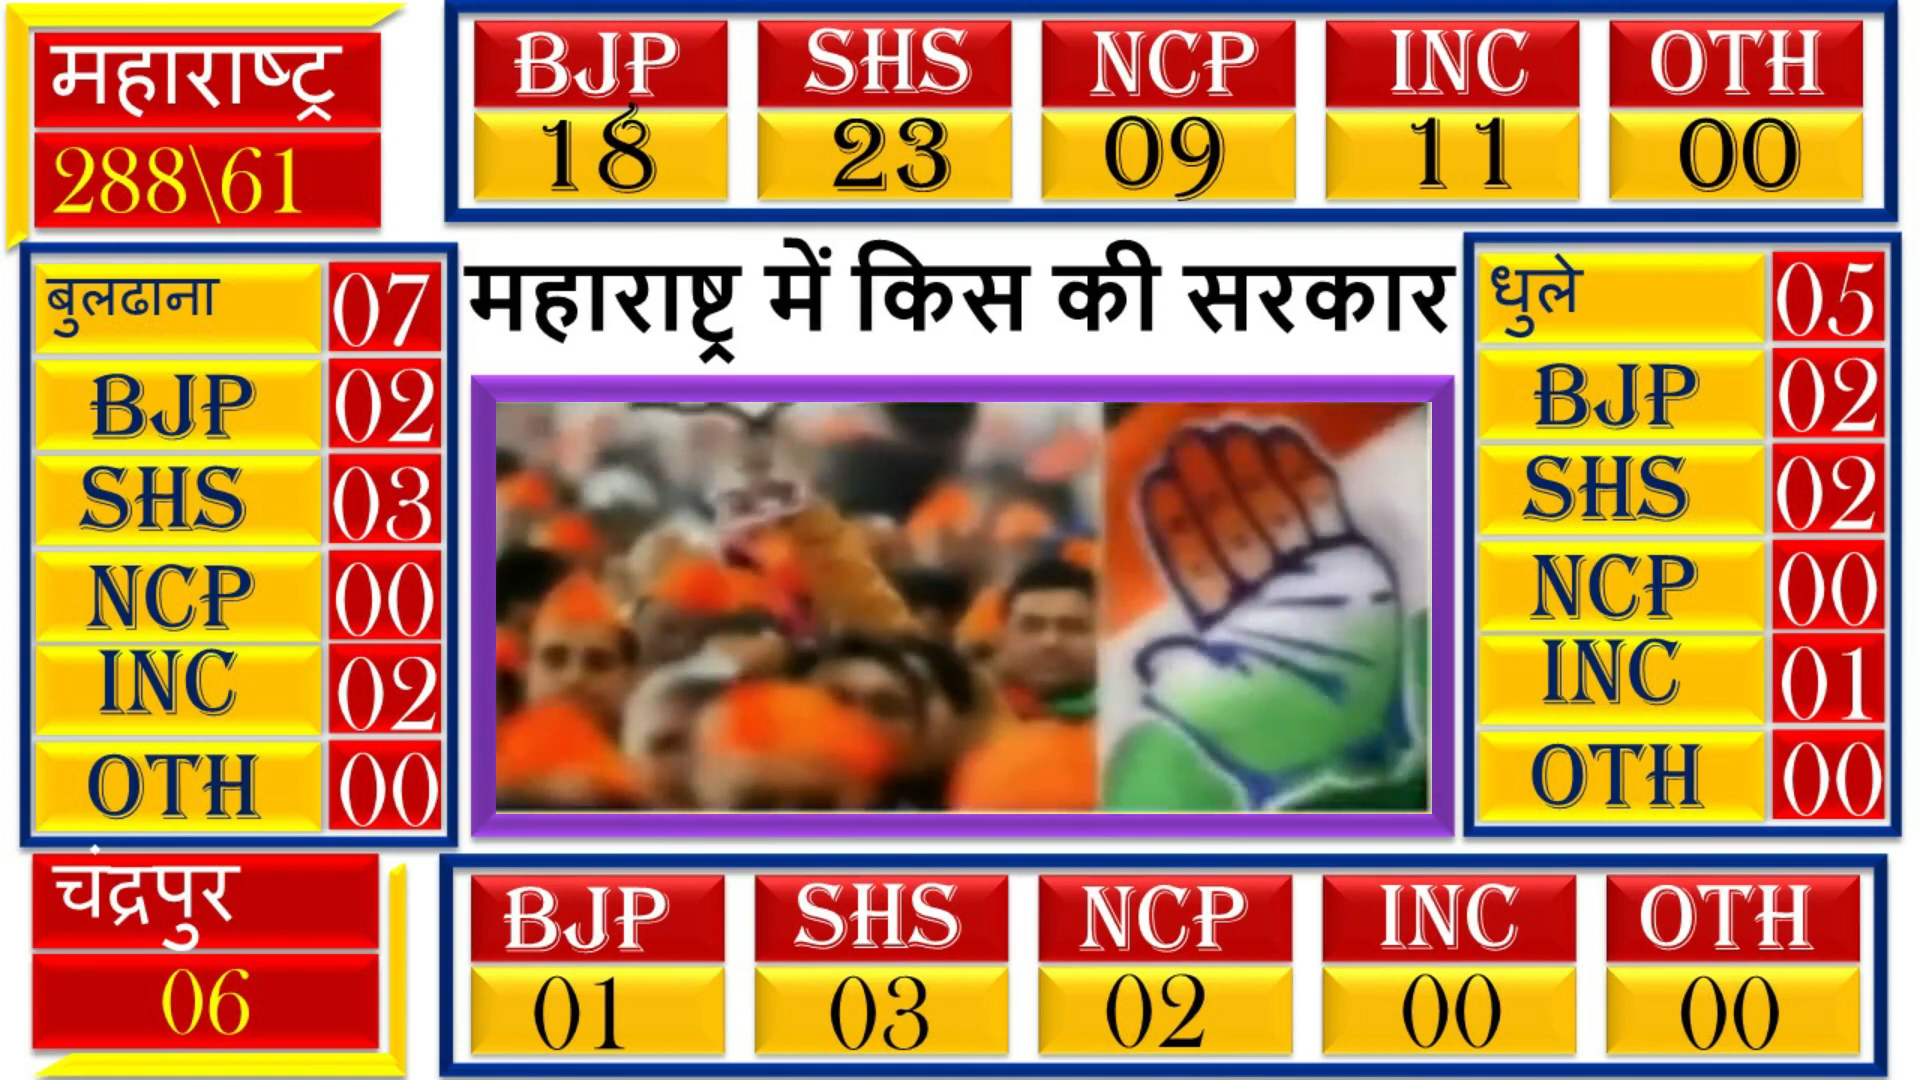 महाराष्ट्र
288\61
BJP SHS NCP INC OTH
18 23 09 11 00
महाराष्ट्र में किस की सरकार
बुलढाना 07
BJP 02
SHS 03
NCP 00
INC 02
OTH 00
धुले 05
BJP 02
SHS 02
NCP 00
INC 01
OTH 00
चंद्रपुर
06
BJP SHS NCP INC OTH
01 03 02 00 00